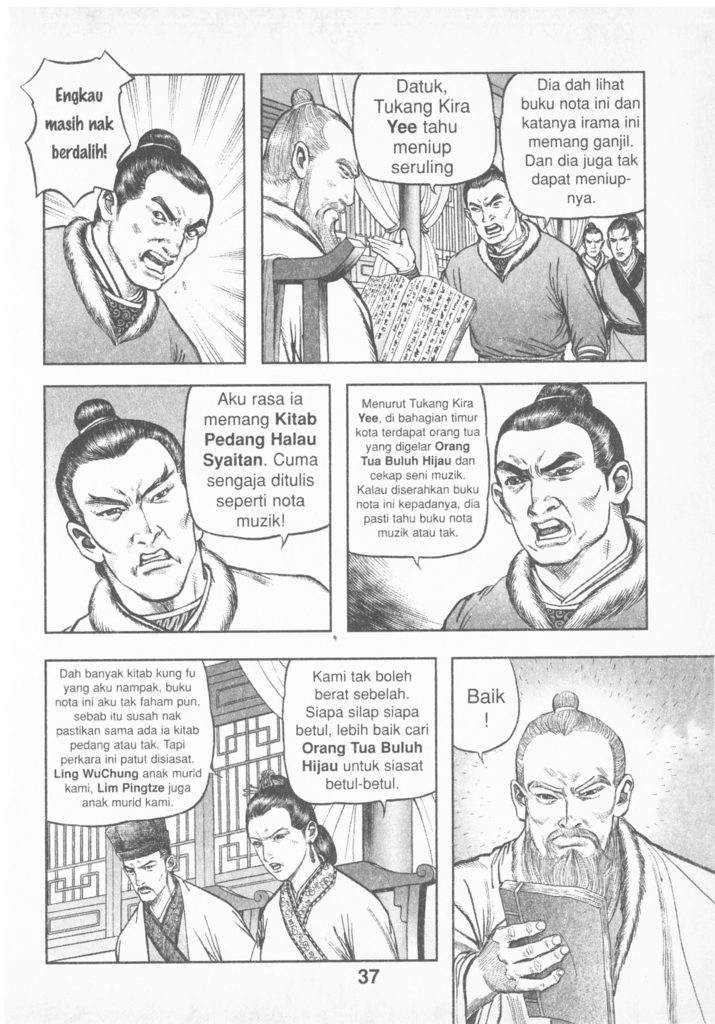 Engkau
masih nak
berdalih!
Datuk,
Tukang Kira
Yee tahu
meniup
seruling
Dia dah lihat
buku nota ini dan
katanya irama ini
memang ganjil.
Dan dia juga tak
dapat meniup-
nya.
Aku rasa ia
memang Kitab
Pedang Halau
Syaitan. Cuma
sengaja ditulis
seperti nota
muzik!
Menurut Tukang Kira
Yee, di bahagian timur
kota terdapat orang tua
yang digelar Orang
Tua Buluh Hijau dan
cekap seni muzik.
Kalau diserahkan buku
nota ini kepadanya, dia
pasti tahu buku nota
muzik atau tak.
Dah banyak kitab kung fu
yang aku nampak, buku
nota ini aku tak faham pun,
sebab itu susah nak
pastikan sama ada ia kitab
pedang atau tak. Tapi
perkara ini patut disiasat.
Ling WuChung anak murid
kami, Lim Pingtze juga
anak murid kami.
Kami tak boleh
berat sebelah.
Siapa silap siapa
betul, lebih baik cari
Orang Tua Buluh
Hijau untuk siasat
betul-betul.
Baik
!
37